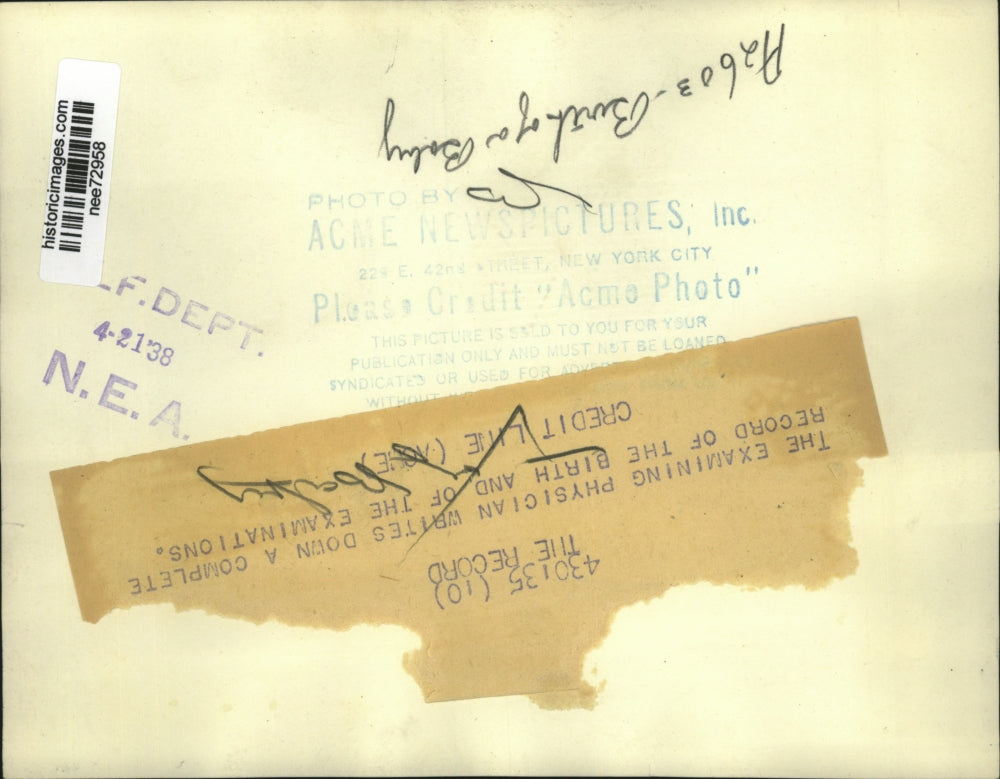 historicimages.com
nee72958
A2603-Birth of a Baby
PHOTO BY
ACME NEWSPICTURES, Inc.
229 E. 42nd STREET, NEW YORK CITY
Please Credit "Acme Photo"
THIS PICTURE IS SOLD TO YOU FOR YOUR
PUBLICATION ONLY AND MUST NOT BE LOANED
SYNDICATED OR USED FOR
WITHOUT
F. DEPT.
4-21'38
N.E.A.
430135 (10)
THE RECORD
THE EXAMINING PHYSICIAN WRITES DOWN A COMPLETE
RECORD OF THE BIRTH AND OF THE EXAMINATIONS.
CREDIT LINE (ACME)